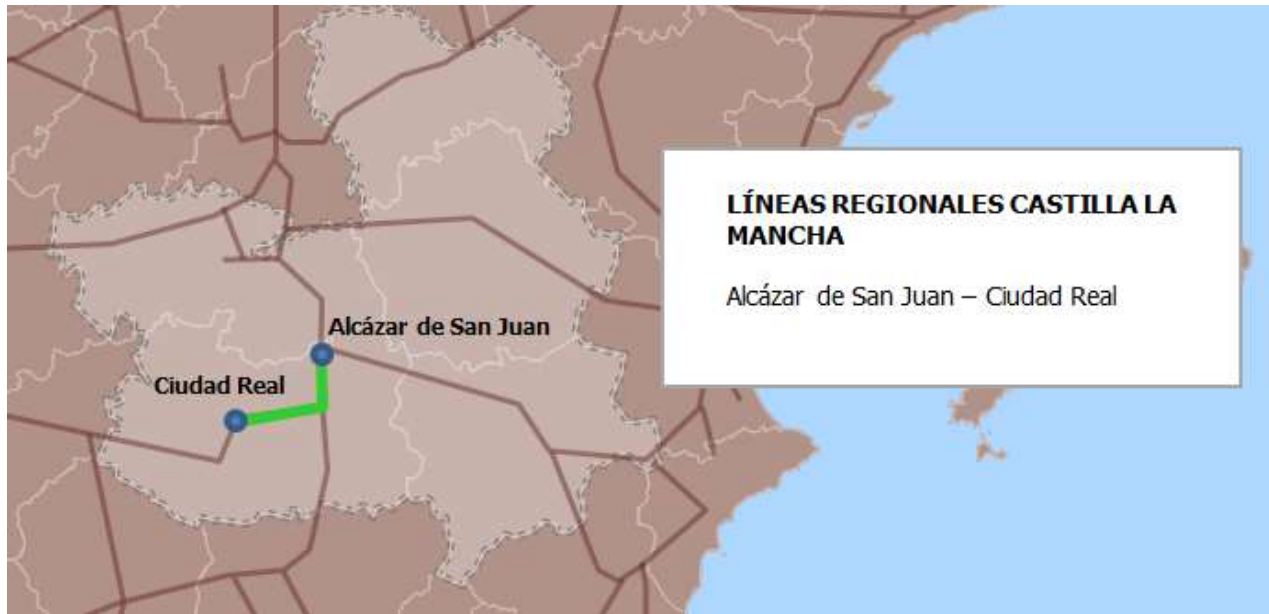 LÍNEAS REGIONALES CASTILLA LA
MANCHA
Alcázar de San Juan – Ciudad Real
Alcázar de San Juan
Ciudad Real